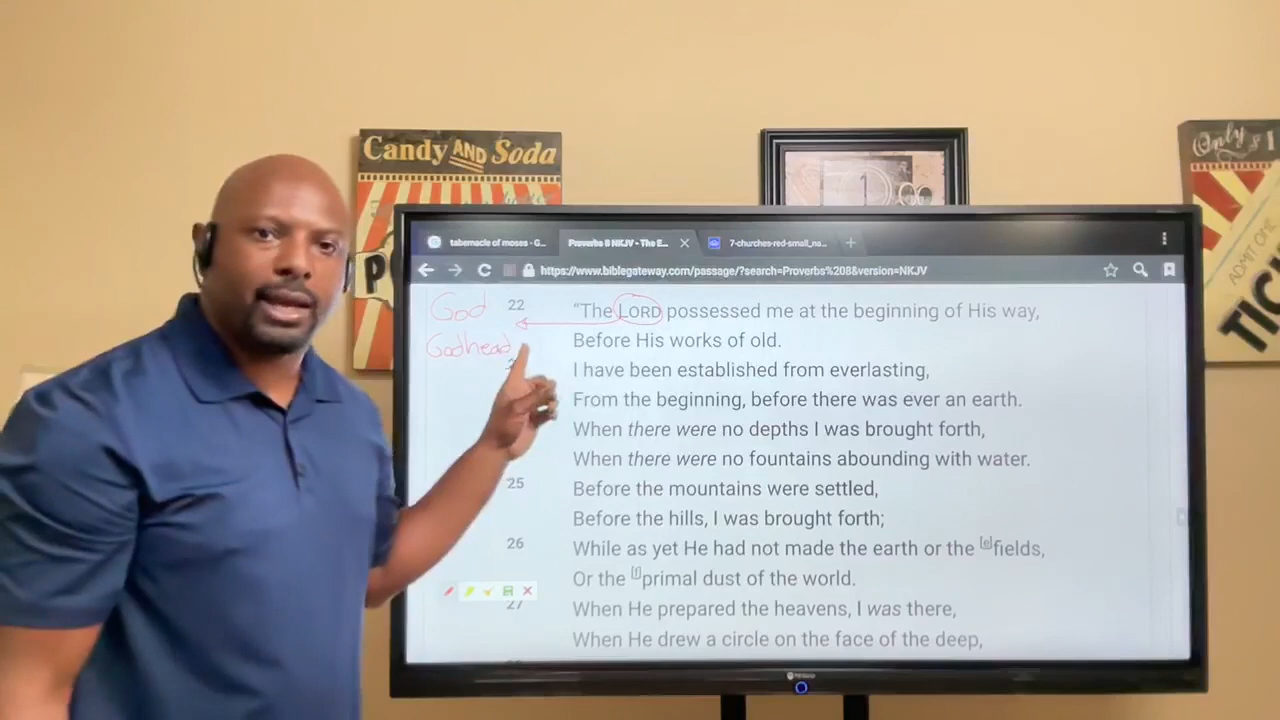 Candy AND Soda
Only $1
ADMIT ONE
TIC
tabernacle of moses - G...
Proverbs 8 NKJV - The E...
7-churches-red-small_na...
https://www.biblegateway.com/passage/?search=Proverbs%208&version=NKJV
God
Godhead
22 “The LORD possessed me at the beginning of His way,
Before His works of old.
I have been established from everlasting,
From the beginning, before there was ever an earth.
When there were no depths I was brought forth,
When there were no fountains abounding with water.
25 Before the mountains were settled,
Before the hills, I was brought forth;
26 While as yet He had not made the earth or the [e]fields,
Or the [f]primal dust of the world.
27 When He prepared the heavens, I was there,
When He drew a circle on the face of the deep,